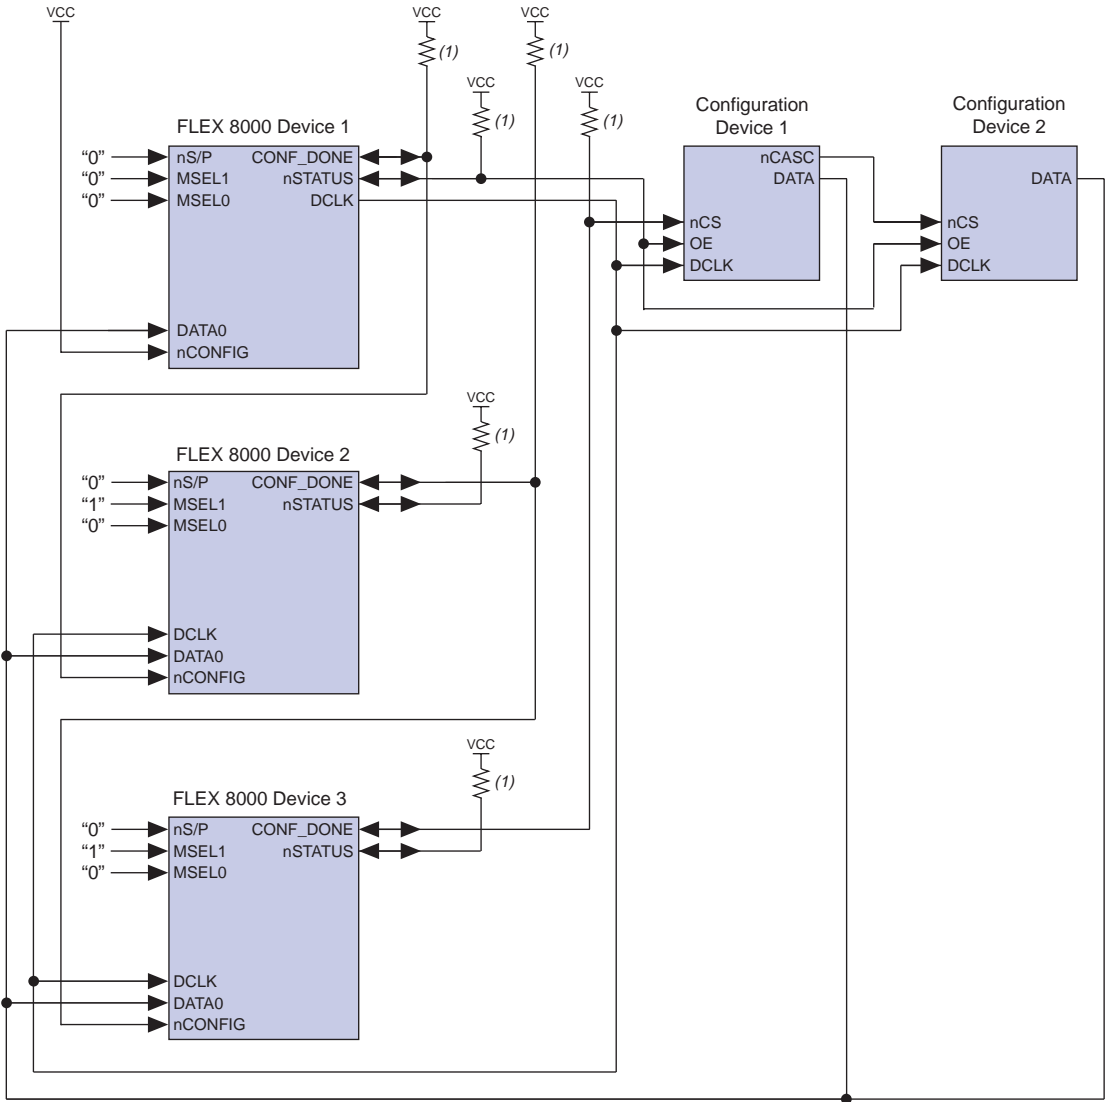 VCC
VCC
VCC
(1)
(1)
VCC
(1)
VCC
(1)
Configuration
Device 1
nCASC
DATA
nCS
OE
DCLK
Configuration
Device 2
DATA
nCS
OE
DCLK
FLEX 8000 Device 1
“0” nS/P CONF_DONE
“0” MSEL1 nSTATUS
“0” MSEL0 DCLK
DATA0
nCONFIG
VCC
(1)
FLEX 8000 Device 2
“0” nS/P CONF_DONE
“1” MSEL1 nSTATUS
“0” MSEL0
DCLK
DATA0
nCONFIG
VCC
(1)
FLEX 8000 Device 3
“0” nS/P CONF_DONE
“1” MSEL1 nSTATUS
“0” MSEL0
DCLK
DATA0
nCONFIG